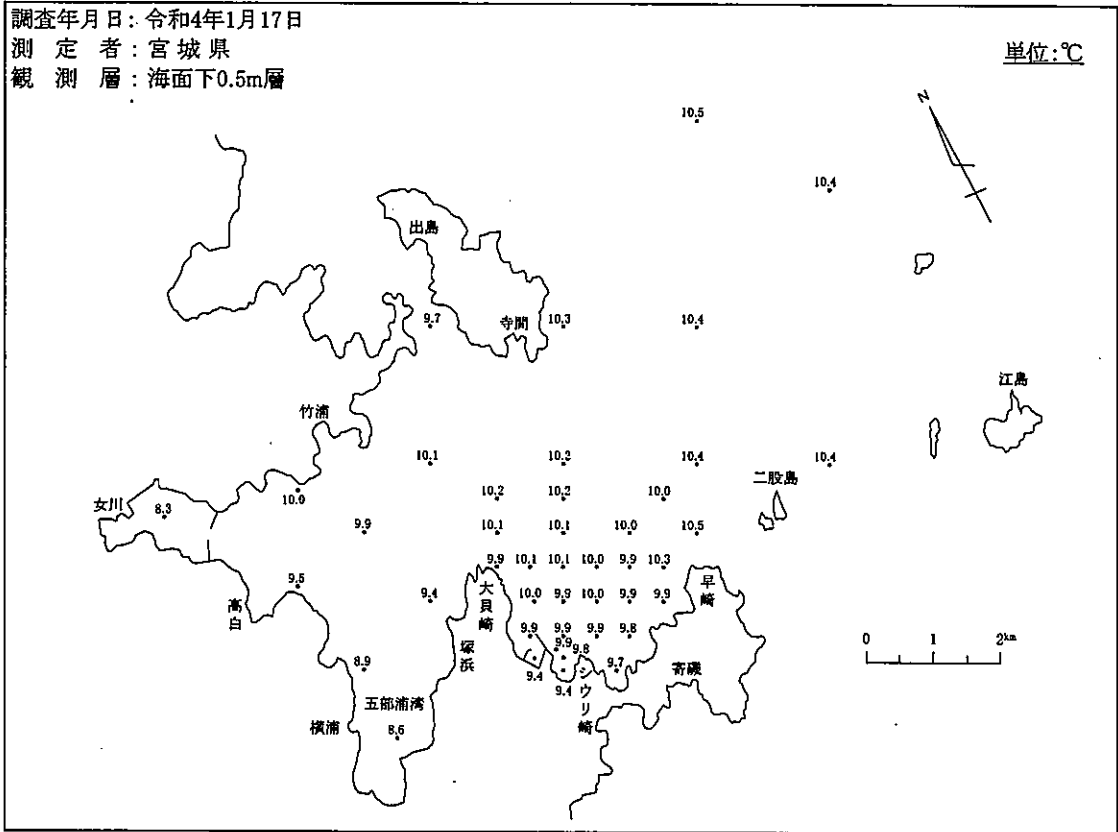 調査年月日：令和4年1月17日
測定者：宮城県
観測層：海面下0.5m層
単位：℃
10.5
N
10.4
出島
9.7
寺間
10.3
10.4
江島
竹浦
10.1
10.2
10.4
10.4
二股島
女川
8.3
10.0
10.2
10.2
10.0
9.9
10.1
10.1
10.0
10.5
9.9
10.1
10.1
10.0
9.9
10.3
9.5
高白
9.4
大貝崎
10.0
9.9
10.0
9.9
9.9
早崎
塚浜
9.9
9.9
9.9
9.8
0 1 2km
9.9
9.8
8.9
9.4
9.4
シウリ崎
9.7
寄磯
五部浦湾
横浦
8.6